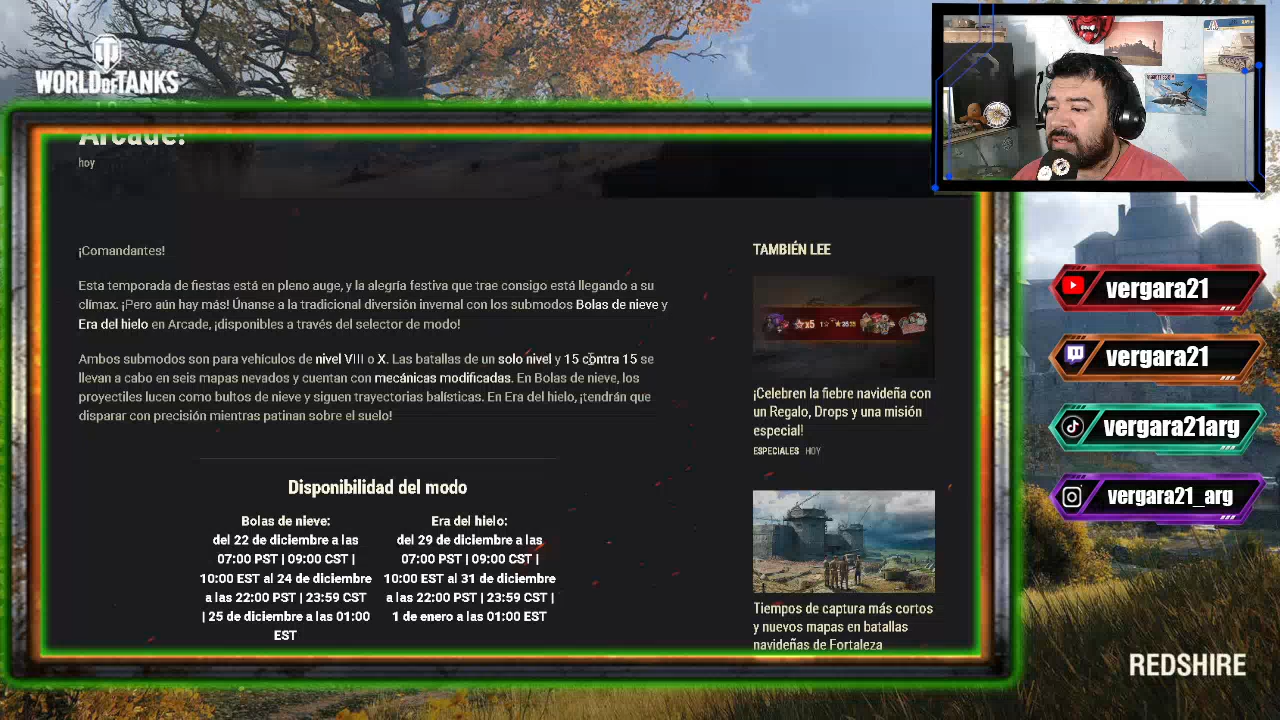 WORLD OF TANKS
Arcade!
hoy
¡Comandantes!
Esta temporada de fiestas está en pleno auge, y la alegría festiva que trae consigo está llegando a su
clímax. ¡Pero aún hay más! Únanse a la tradicional diversión invernal con los submodos Bolas de nieve y
Era del hielo en Arcade, ¡disponibles a través del selector de modo!
Ambos submodos son para vehículos de nivel VIII o X. Las batallas de un solo nivel y 15 contra 15 se
llevan a cabo en seis mapas nevados y cuentan con mecánicas modificadas. En Bolas de nieve, los
proyectiles lucen como bultos de nieve y siguen trayectorias balísticas. En Era del hielo, ¡tendrán que
disparar con precisión mientras patinan sobre el suelo!
Disponibilidad del modo
Bolas de nieve:
del 22 de diciembre a las
07:00 PST | 09:00 CST |
10:00 EST al 24 de diciembre
a las 22:00 PST | 23:59 CST
| 25 de diciembre a las 01:00
EST
Era del hielo:
del 29 de diciembre a las
07:00 PST | 09:00 CST |
10:00 EST al 31 de diciembre
a las 22:00 PST | 23:59 CST |
1 de enero a las 01:00 EST
TAMBIÉN LEE
¡Celebren la fiebre navideña con
un Regalo, Drops y una misión
especial!
ESPECIALES HOY
Tiempos de captura más cortos
y nuevos mapas en batallas
navideñas de Fortaleza
vergara21
vergara21
vergara21arg
vergara21_arg
REDSHIRE